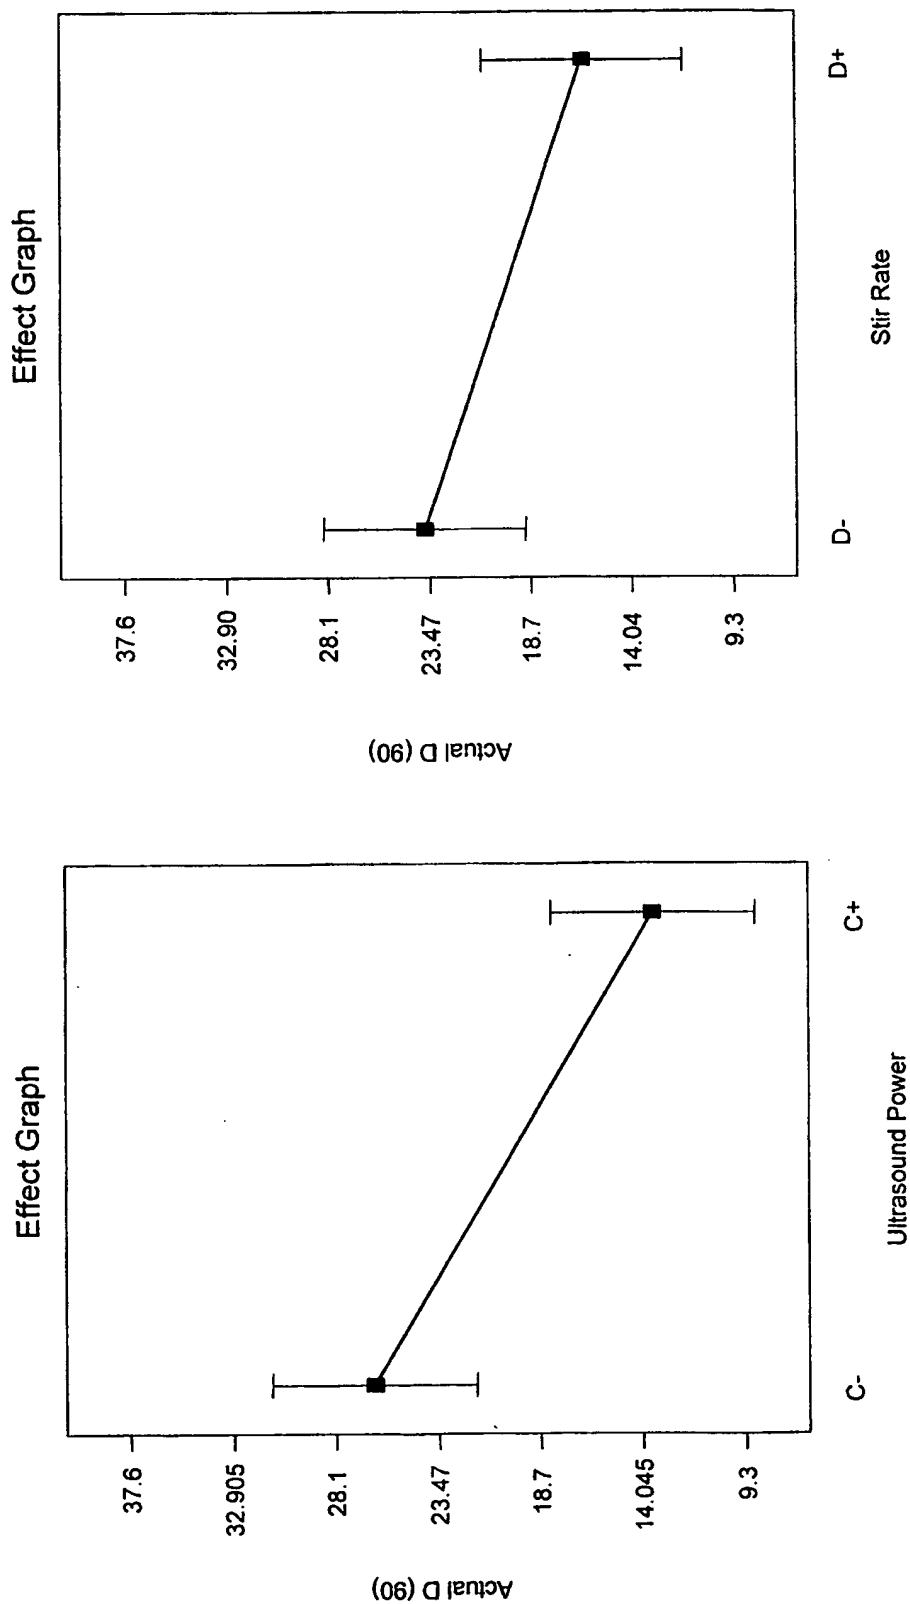 Effect Graph
37.6
32.905
28.1
23.47
18.7
14.045
9.3
Actual D (90)
C-
C+
Ultrasound Power
Effect Graph
37.6
32.90
28.1
23.47
18.7
14.04
9.3
Actual D (90)
D-
D+
Stir Rate